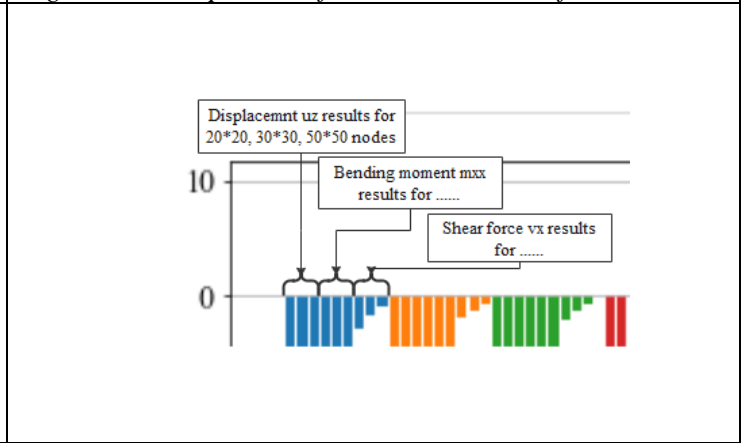 Displacemnt uz results for
20*20, 30*30, 50*50 nodes
Bending moment mxx
results for ......
10
Shear force vx results
for ......
0